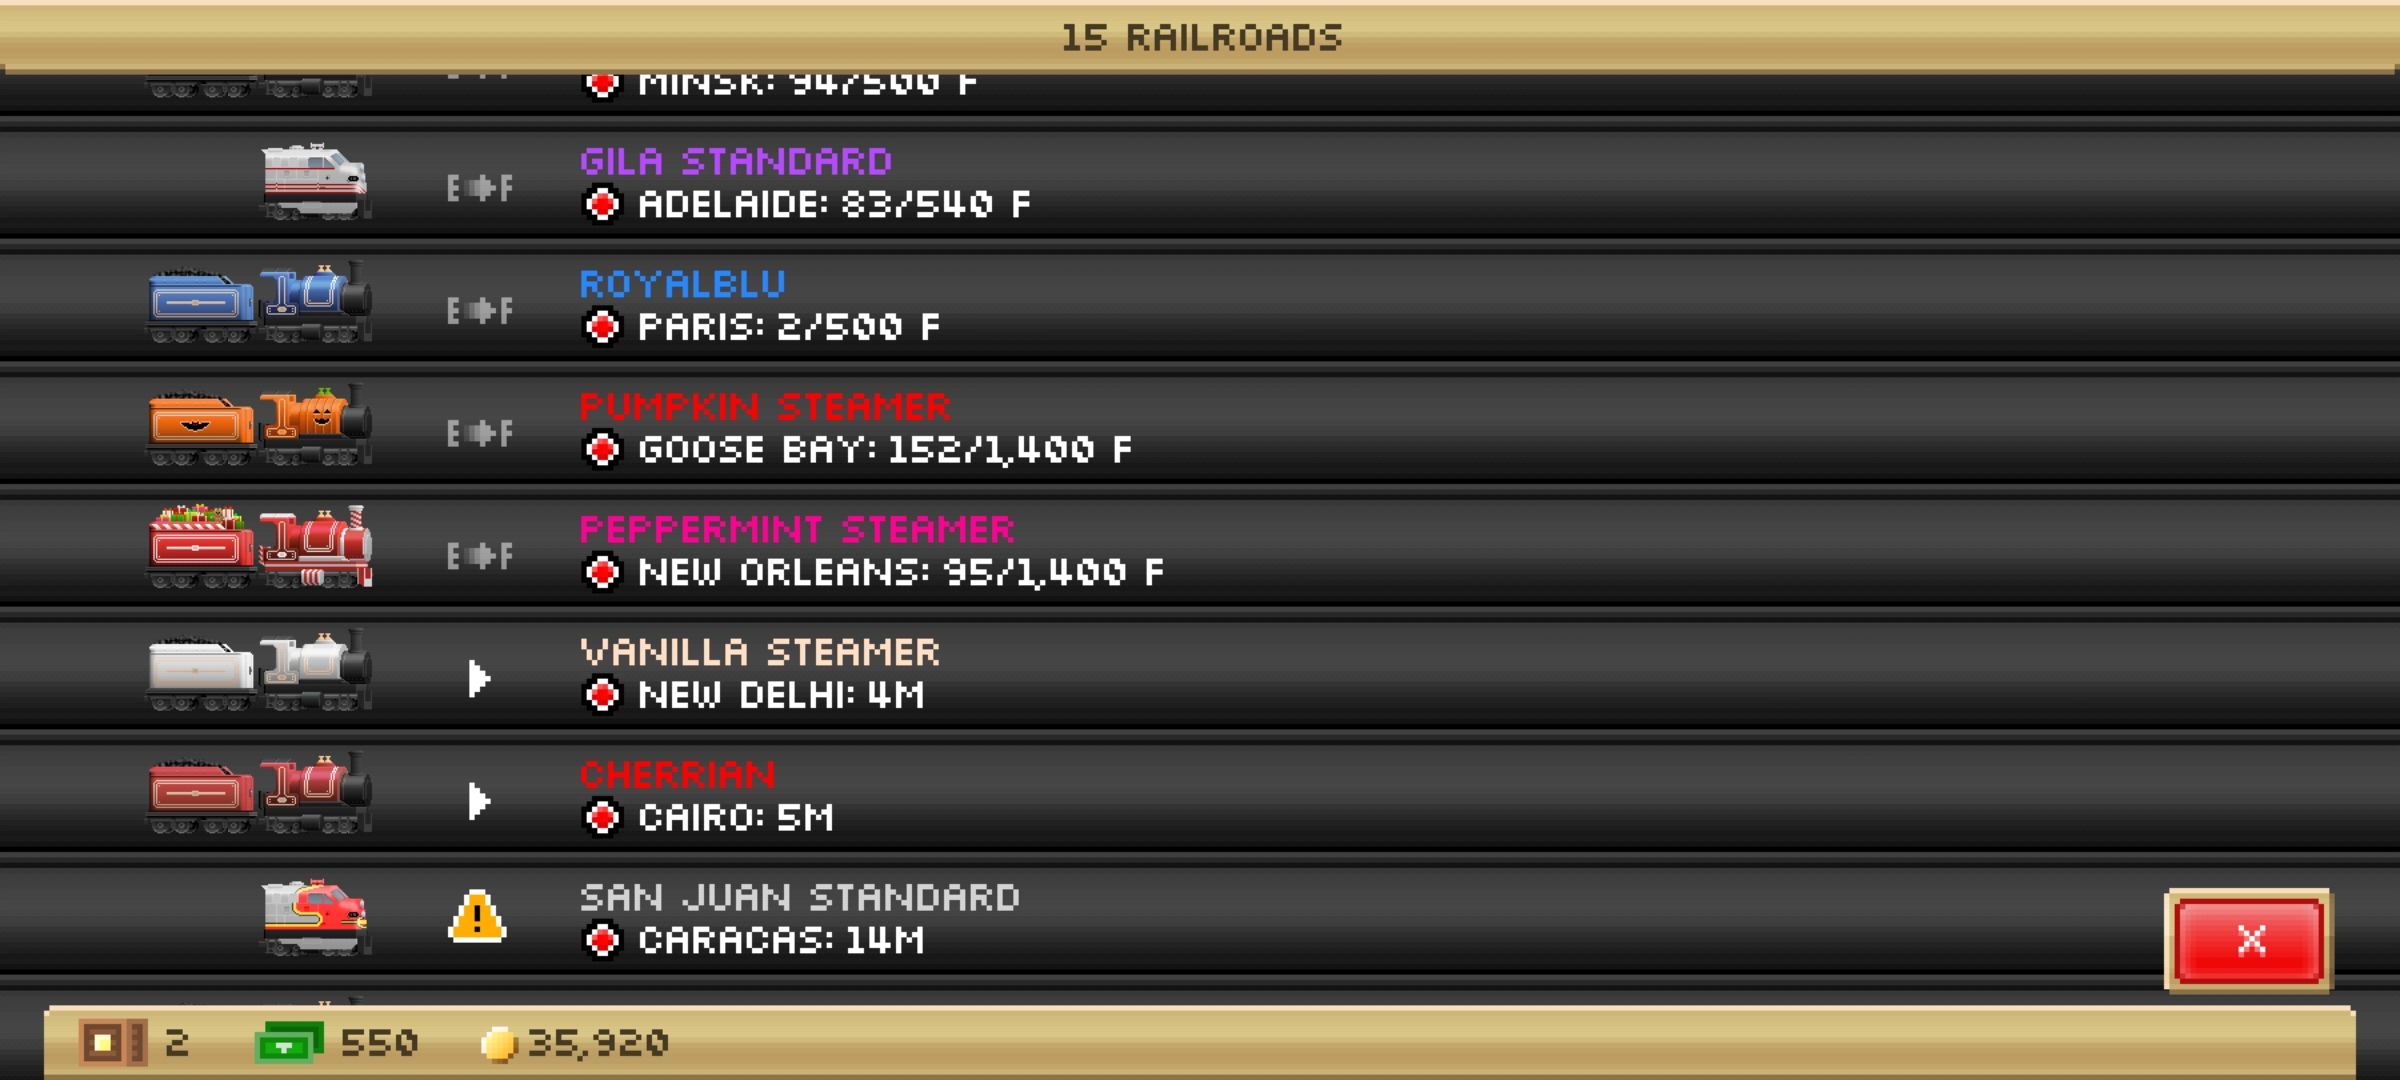 15 RAILROADS
MINSK: 94/500 F
GILA STANDARD
E F
ADELAIDE: 83/540 F
ROYALBLU
E F
PARIS: 2/500 F
PUMPKIN STEAMER
E F
GOOSE BAY: 152/1,400 F
PEPPERMINT STEAMER
E F
NEW ORLEANS: 95/1,400 F
VANILLA STEAMER
NEW DELHI: 4M
CHERRIAN
CAIRO: 5M
SAN JUAN STANDARD
!
CARACAS: 14M
X
2 550 35,920